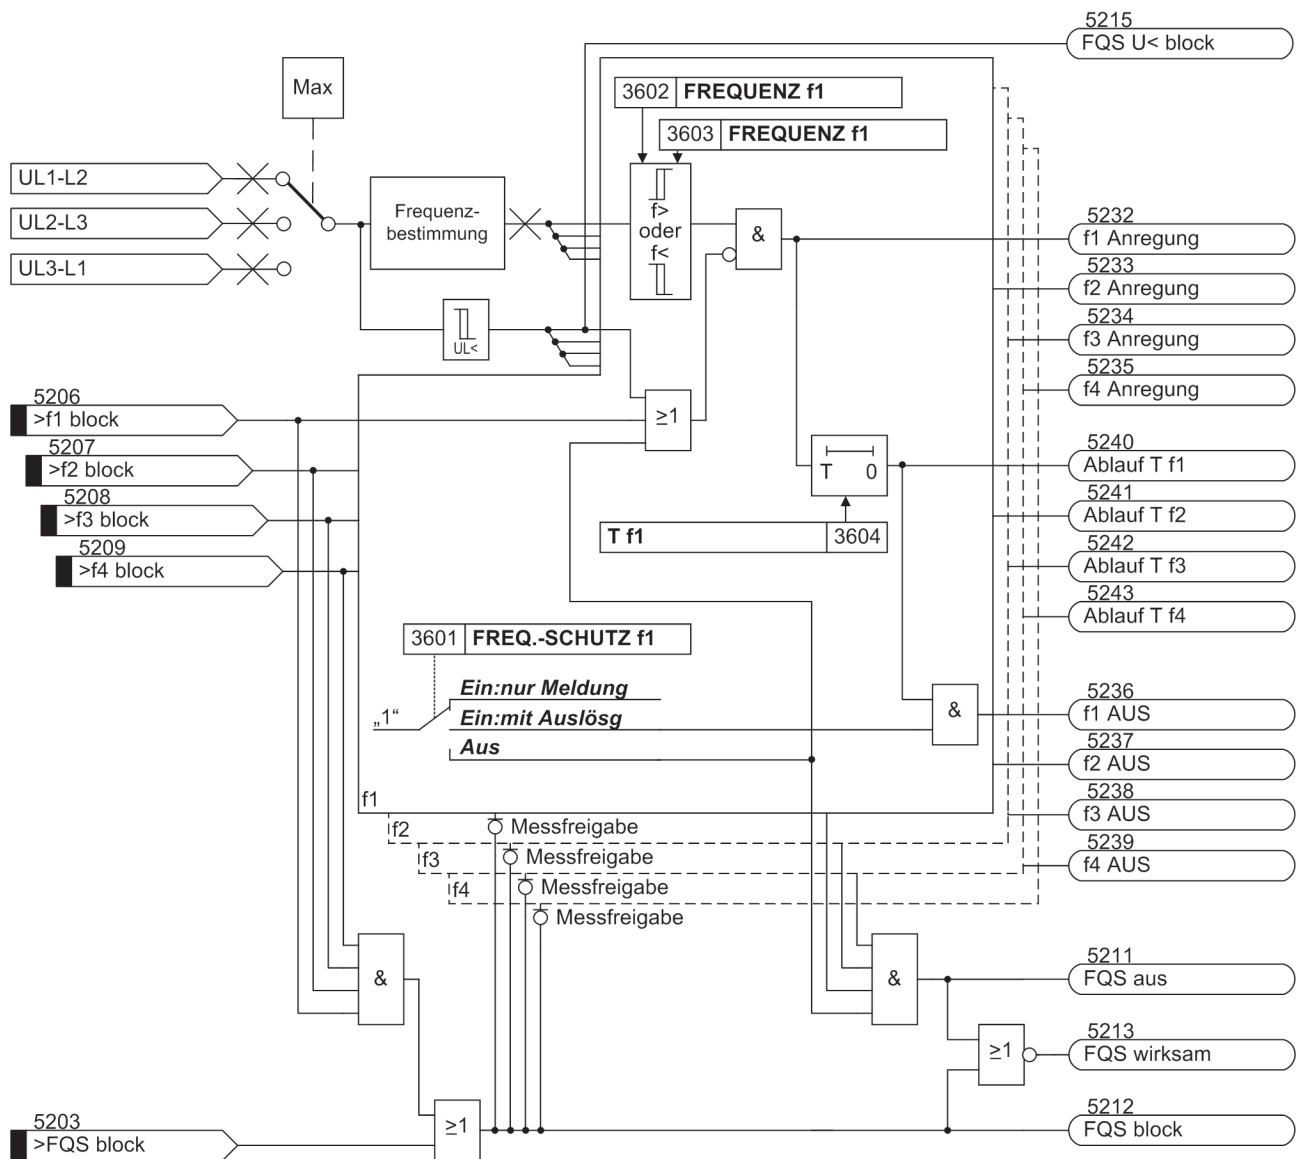 5215
FQS U< block
Max
3602 FREQUENZ f1
3603 FREQUENZ f1
UL1-L2
UL2-L3
UL3-L1
Frequenz-
bestimmung
f>
oder
f<
&
5232
f1 Anregung
5233
f2 Anregung
5234
f3 Anregung
5235
f4 Anregung
UL<
5206
>f1 block
5207
>f2 block
5208
>f3 block
5209
>f4 block
≥1
T 0
T f1 3604
5240
Ablauf T f1
5241
Ablauf T f2
5242
Ablauf T f3
5243
Ablauf T f4
3601 FREQ.-SCHUTZ f1
„1“
Ein:nur Meldung
Ein:mit Auslösg
Aus
&
5236
f1 AUS
5237
f2 AUS
5238
f3 AUS
5239
f4 AUS
f1
f2
f3
f4
Messfreigabe
Messfreigabe
Messfreigabe
Messfreigabe
&
&
5211
FQS aus
≥1
5213
FQS wirksam
5203
>FQS block
≥1
5212
FQS block